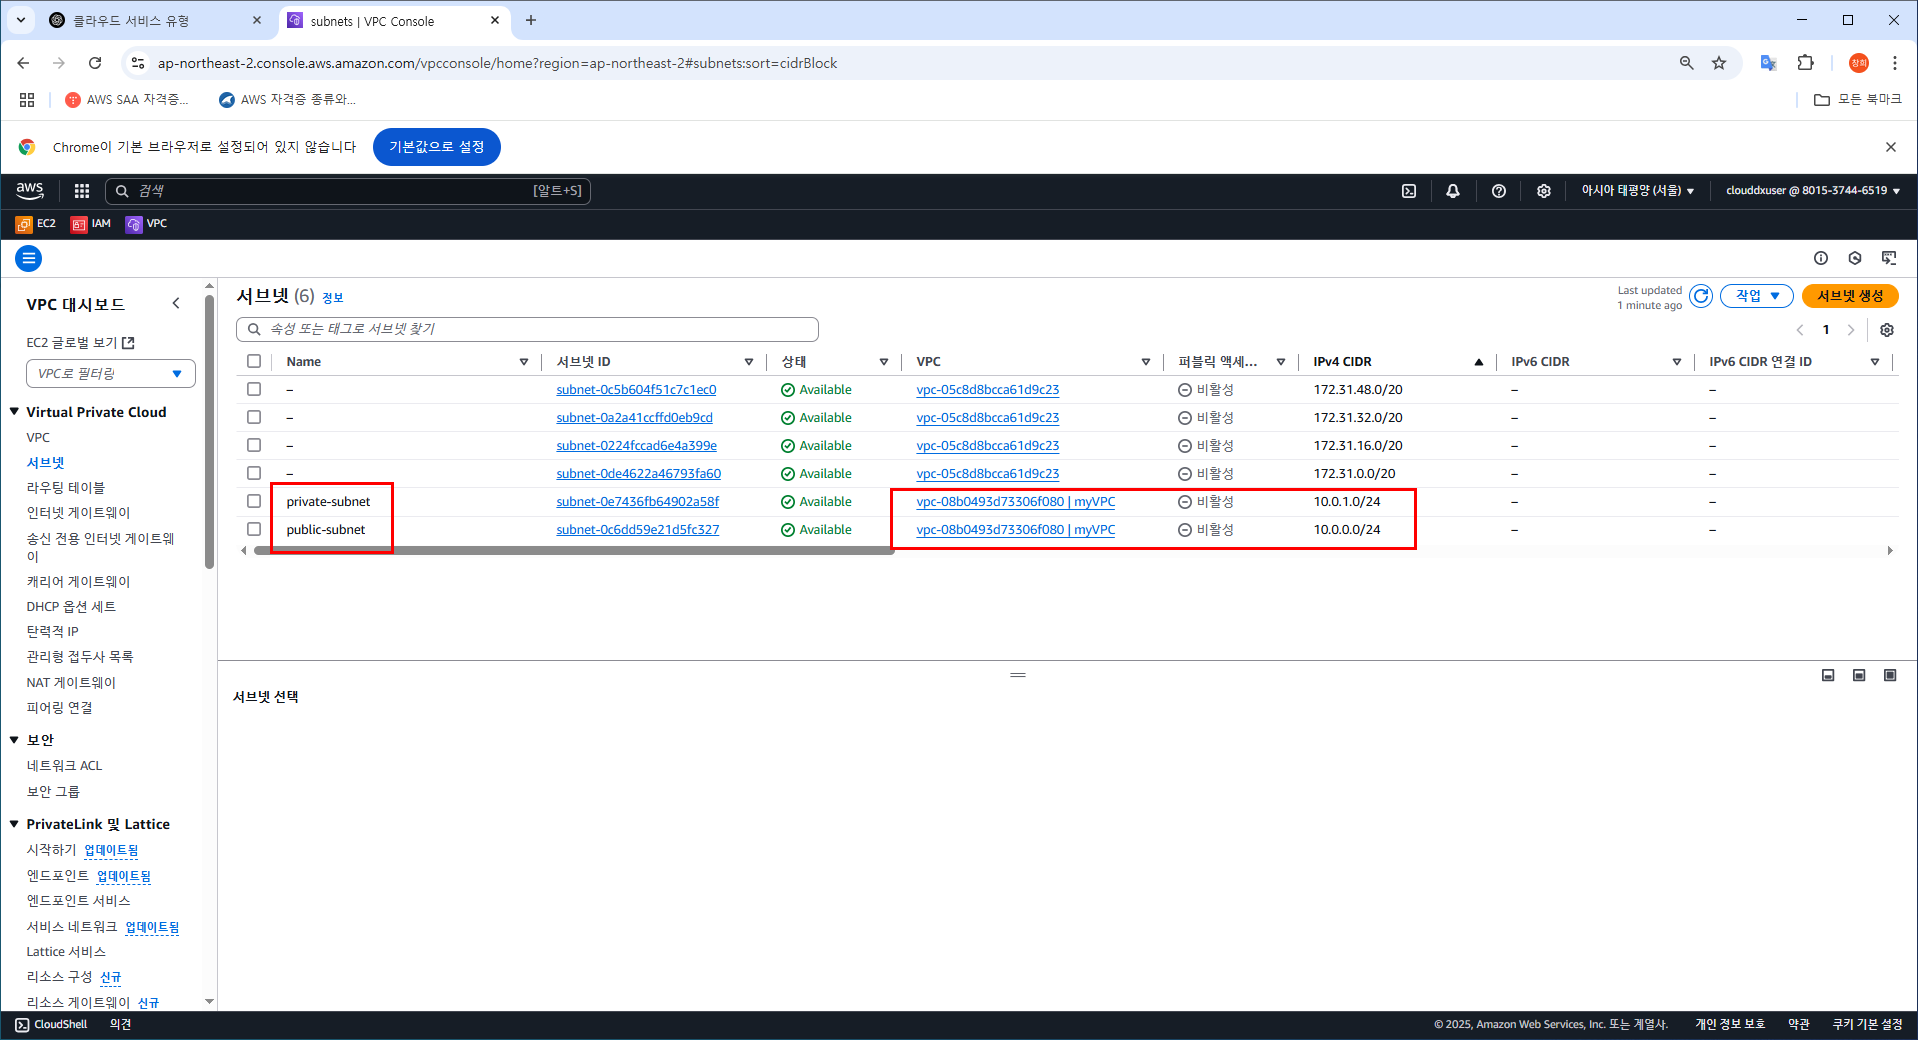 클라우드 서비스 유형
subnets | VPC Console
ap-northeast-2.console.aws.amazon.com/vpcconsole/home?region=ap-northeast-2#subnets:sort=cidrBlock
창희
AWS SAA 자격증...
AWS 자격증 종류와...
모든 북마크
Chrome이 기본 브라우저로 설정되어 있지 않습니다
기본값으로 설정
aws
검색
[알트+S]
아시아 태평양 (서울)
clouddxuser @ 8015-3744-6519
EC2
IAM
VPC
VPC 대시보드
EC2 글로벌 보기
VPC로 필터링
Virtual Private Cloud
VPC
서브넷
라우팅 테이블
인터넷 게이트웨이
송신 전용 인터넷 게이트웨
이
캐리어 게이트웨이
DHCP 옵션 세트
탄력적 IP
관리형 접두사 목록
NAT 게이트웨이
피어링 연결
보안
네트워크 ACL
보안 그룹
PrivateLink 및 Lattice
시작하기 업데이트됨
엔드포인트 업데이트됨
엔드포인트 서비스
서비스 네트워크 업데이트됨
Lattice 서비스
리소스 구성 신규
리소스 게이트웨이 신규
서브넷 (6) 정보
Last updated
1 minute ago
작업
서브넷 생성
속성 또는 태그로 서브넷 찾기
1
Name 서브넷 ID 상태 VPC 퍼블릭 액세... IPv4 CIDR IPv6 CIDR IPv6 CIDR 연결 ID
– subnet-0c5b604f51c7c1ec0 Available vpc-05c8d8bcca61d9c23 비활성 172.31.48.0/20 – –
– subnet-0a2a41ccffd0eb9cd Available vpc-05c8d8bcca61d9c23 비활성 172.31.32.0/20 – –
– subnet-0224fccad6e4a399e Available vpc-05c8d8bcca61d9c23 비활성 172.31.16.0/20 – –
– subnet-0de4622a46793fa60 Available vpc-05c8d8bcca61d9c23 비활성 172.31.0.0/20 – –
private-subnet subnet-0e7436fb64902a58f Available vpc-08b0493d73306f080 | myVPC 비활성 10.0.1.0/24 – –
public-subnet subnet-0c6dd59e21d5fc327 Available vpc-08b0493d73306f080 | myVPC 비활성 10.0.0.0/24 – –
서브넷 선택
CloudShell
의견
© 2025, Amazon Web Services, Inc. 또는 계열사.
개인 정보 보호
약관
쿠키 기본 설정